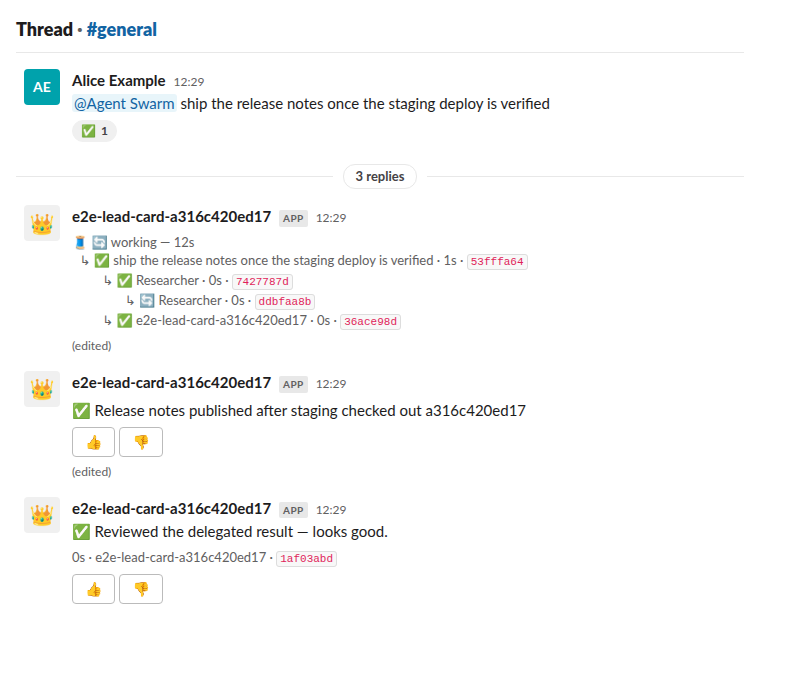 Thread • #general
AE
Alice Example 12:29
@Agent Swarm ship the release notes once the staging deploy is verified
✅ 1
3 replies
e2e-lead-card-a316c420ed17 APP 12:29
🧵 🔄 working — 12s
↳ ✅ ship the release notes once the staging deploy is verified · 1s · 53fffa64
↳ ✅ Researcher · 0s · 7427787d
↳ 🔄 Researcher · 0s · ddbfaa8b
↳ ✅ e2e-lead-card-a316c420ed17 · 0s · 36ace98d
(edited)
e2e-lead-card-a316c420ed17 APP 12:29
✅ Release notes published after staging checked out a316c420ed17
👍 👎
(edited)
e2e-lead-card-a316c420ed17 APP 12:29
✅ Reviewed the delegated result — looks good.
0s · e2e-lead-card-a316c420ed17 · 1af03abd
👍 👎